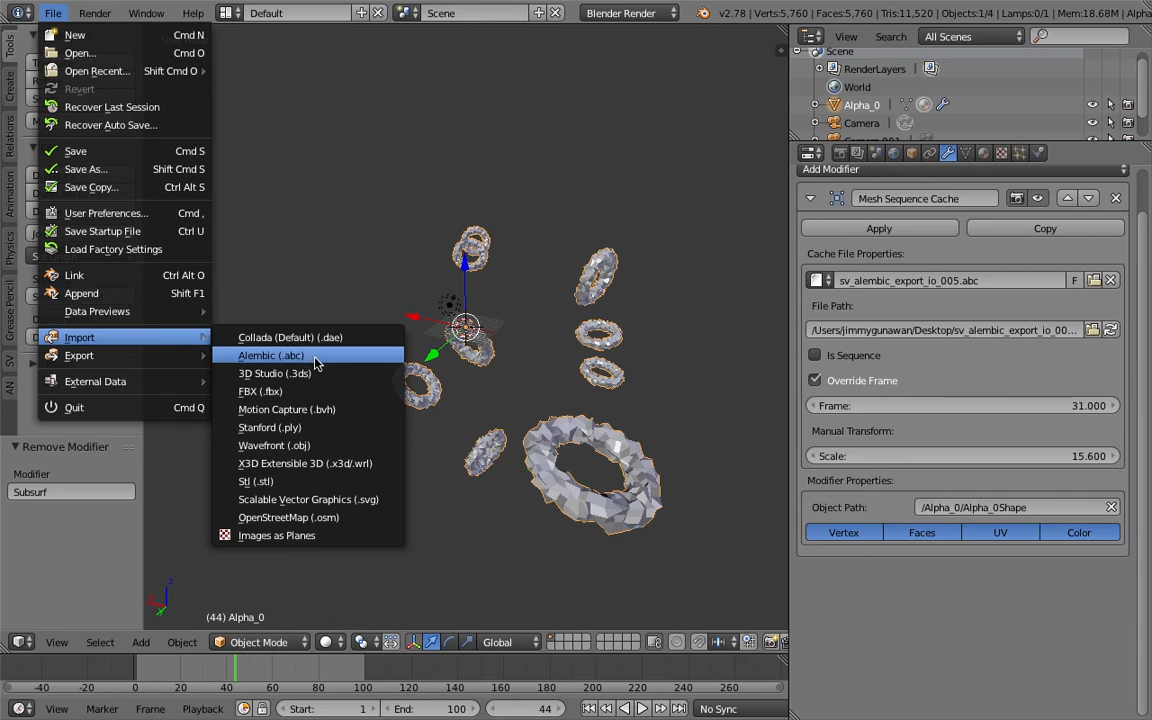 File
Render
Window
Help
Default
Scene
Blender Render
v2.78 | Verts:5,760 | Faces:5,760 | Tris:11,520 | Objects:1/4 | Lamps:0/1 | Mem:18.68M | Alpha
New Cmd N
Open... Cmd O
Open Recent... Shift Cmd O
Revert
Recover Last Session
Recover Auto Save...
Save Cmd S
Save As... Shift Cmd S
Save Copy... Ctrl Alt S
User Preferences... Cmd ,
Save Startup File Ctrl U
Load Factory Settings
Link Ctrl Alt O
Append Shift F1
Data Previews
Import
Export
External Data
Quit Cmd Q
Collada (Default) (.dae)
Alembic (.abc)
3D Studio (.3ds)
FBX (.fbx)
Motion Capture (.bvh)
Stanford (.ply)
Wavefront (.obj)
X3D Extensible 3D (.x3d/.wrl)
Stl (.stl)
Scalable Vector Graphics (.svg)
OpenStreetMap (.osm)
Images as Planes
Tools
Create
Relations
Animation
Physics
Grease Pencil
SV
AN
Remove Modifier
Modifier
Subsurf
(44) Alpha_0
View
Select
Add
Object
Object Mode
Global
-40 -20 0 20 40 60 80 100 120 140 160 180 200 220 240 260
View
Marker
Frame
Playback
Start: 1
End: 100
44
No Sync
View
Search
All Scenes
Scene
RenderLayers
World
Alpha_0
Camera
Add Modifier
Mesh Sequence Cache
Apply
Copy
Cache File Properties:
sv_alembic_export_io_005.abc
F
File Path:
/Users/jimmygunawan/Desktop/sv_alembic_export_io_00...
Is Sequence
Override Frame
Frame: 31.000
Manual Transform:
Scale: 15.600
Modifier Properties:
Object Path:
/Alpha_0/Alpha_0Shape
Vertex
Faces
UV
Color